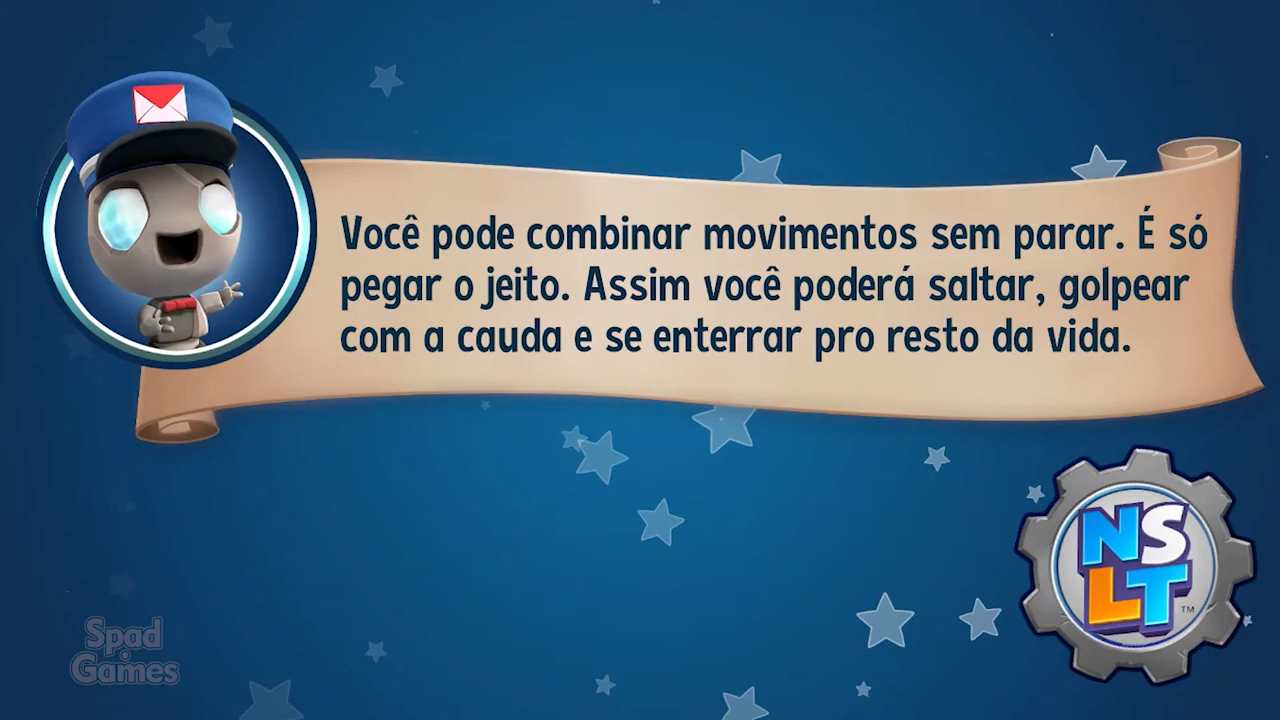 Você pode combinar movimentos sem parar. É só
pegar o jeito. Assim você poderá saltar, golpear
com a cauda e se enterrar pro resto da vida.
NS
LT
TM
Spad
Games